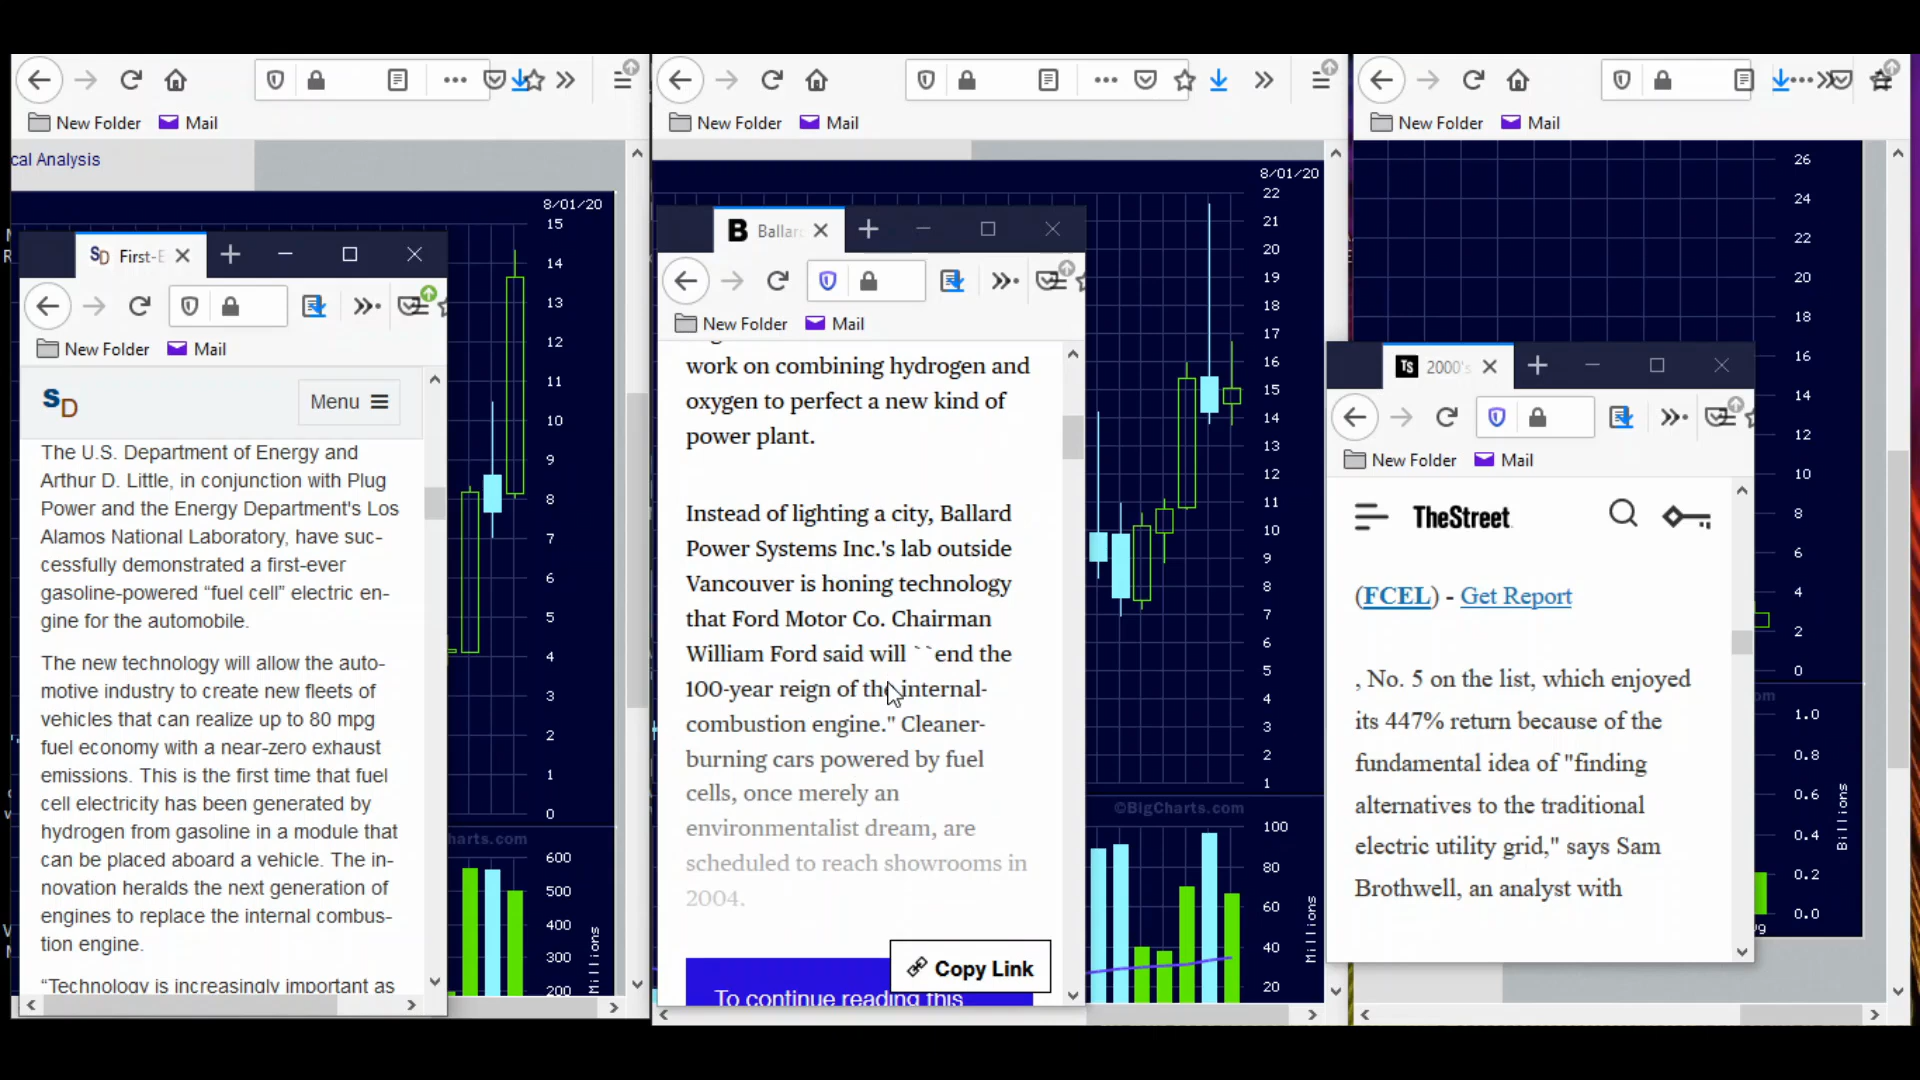 New Folder
Mail
cal Analysis
8/01/20
15
14
13
12
11
10
9
8
7
6
5
4
3
2
1
0
harts.com
600
500
400
300
200
Millions
SD
First-E
New Folder
Mail
SD
Menu
The U.S. Department of Energy and
Arthur D. Little, in conjunction with Plug
Power and the Energy Department's Los
Alamos National Laboratory, have suc-
cessfully demonstrated a first-ever
gasoline-powered “fuel cell” electric en-
gine for the automobile.
The new technology will allow the auto-
motive industry to create new fleets of
vehicles that can realize up to 80 mpg
fuel economy with a near-zero exhaust
emissions. This is the first time that fuel
cell electricity has been generated by
hydrogen from gasoline in a module that
can be placed aboard a vehicle. The in-
novation heralds the next generation of
engines to replace the internal combus-
tion engine.
“Technology is increasingly important as
New Folder
Mail
8/01/20
22
21
20
19
18
17
16
15
14
13
12
11
10
9
8
7
6
5
4
3
2
1
©BigCharts.com
100
80
60
40
20
Millions
B
Ballar
New Folder
Mail
work on combining hydrogen and
oxygen to perfect a new kind of
power plant.
Instead of lighting a city, Ballard
Power Systems Inc.'s lab outside
Vancouver is honing technology
that Ford Motor Co. Chairman
William Ford said will ``end the
100-year reign of the internal-
combustion engine." Cleaner-
burning cars powered by fuel
cells, once merely an
environmentalist dream, are
scheduled to reach showrooms in
2004.
Copy Link
To continue reading this
New Folder
Mail
26
24
22
20
18
16
14
12
10
8
6
4
2
0
1.0
0.8
0.6
0.4
0.2
0.0
Billions
TS
2000's
New Folder
Mail
TheStreet
(FCEL) - Get Report
, No. 5 on the list, which enjoyed
its 447% return because of the
fundamental idea of "finding
alternatives to the traditional
electric utility grid," says Sam
Brothwell, an analyst with